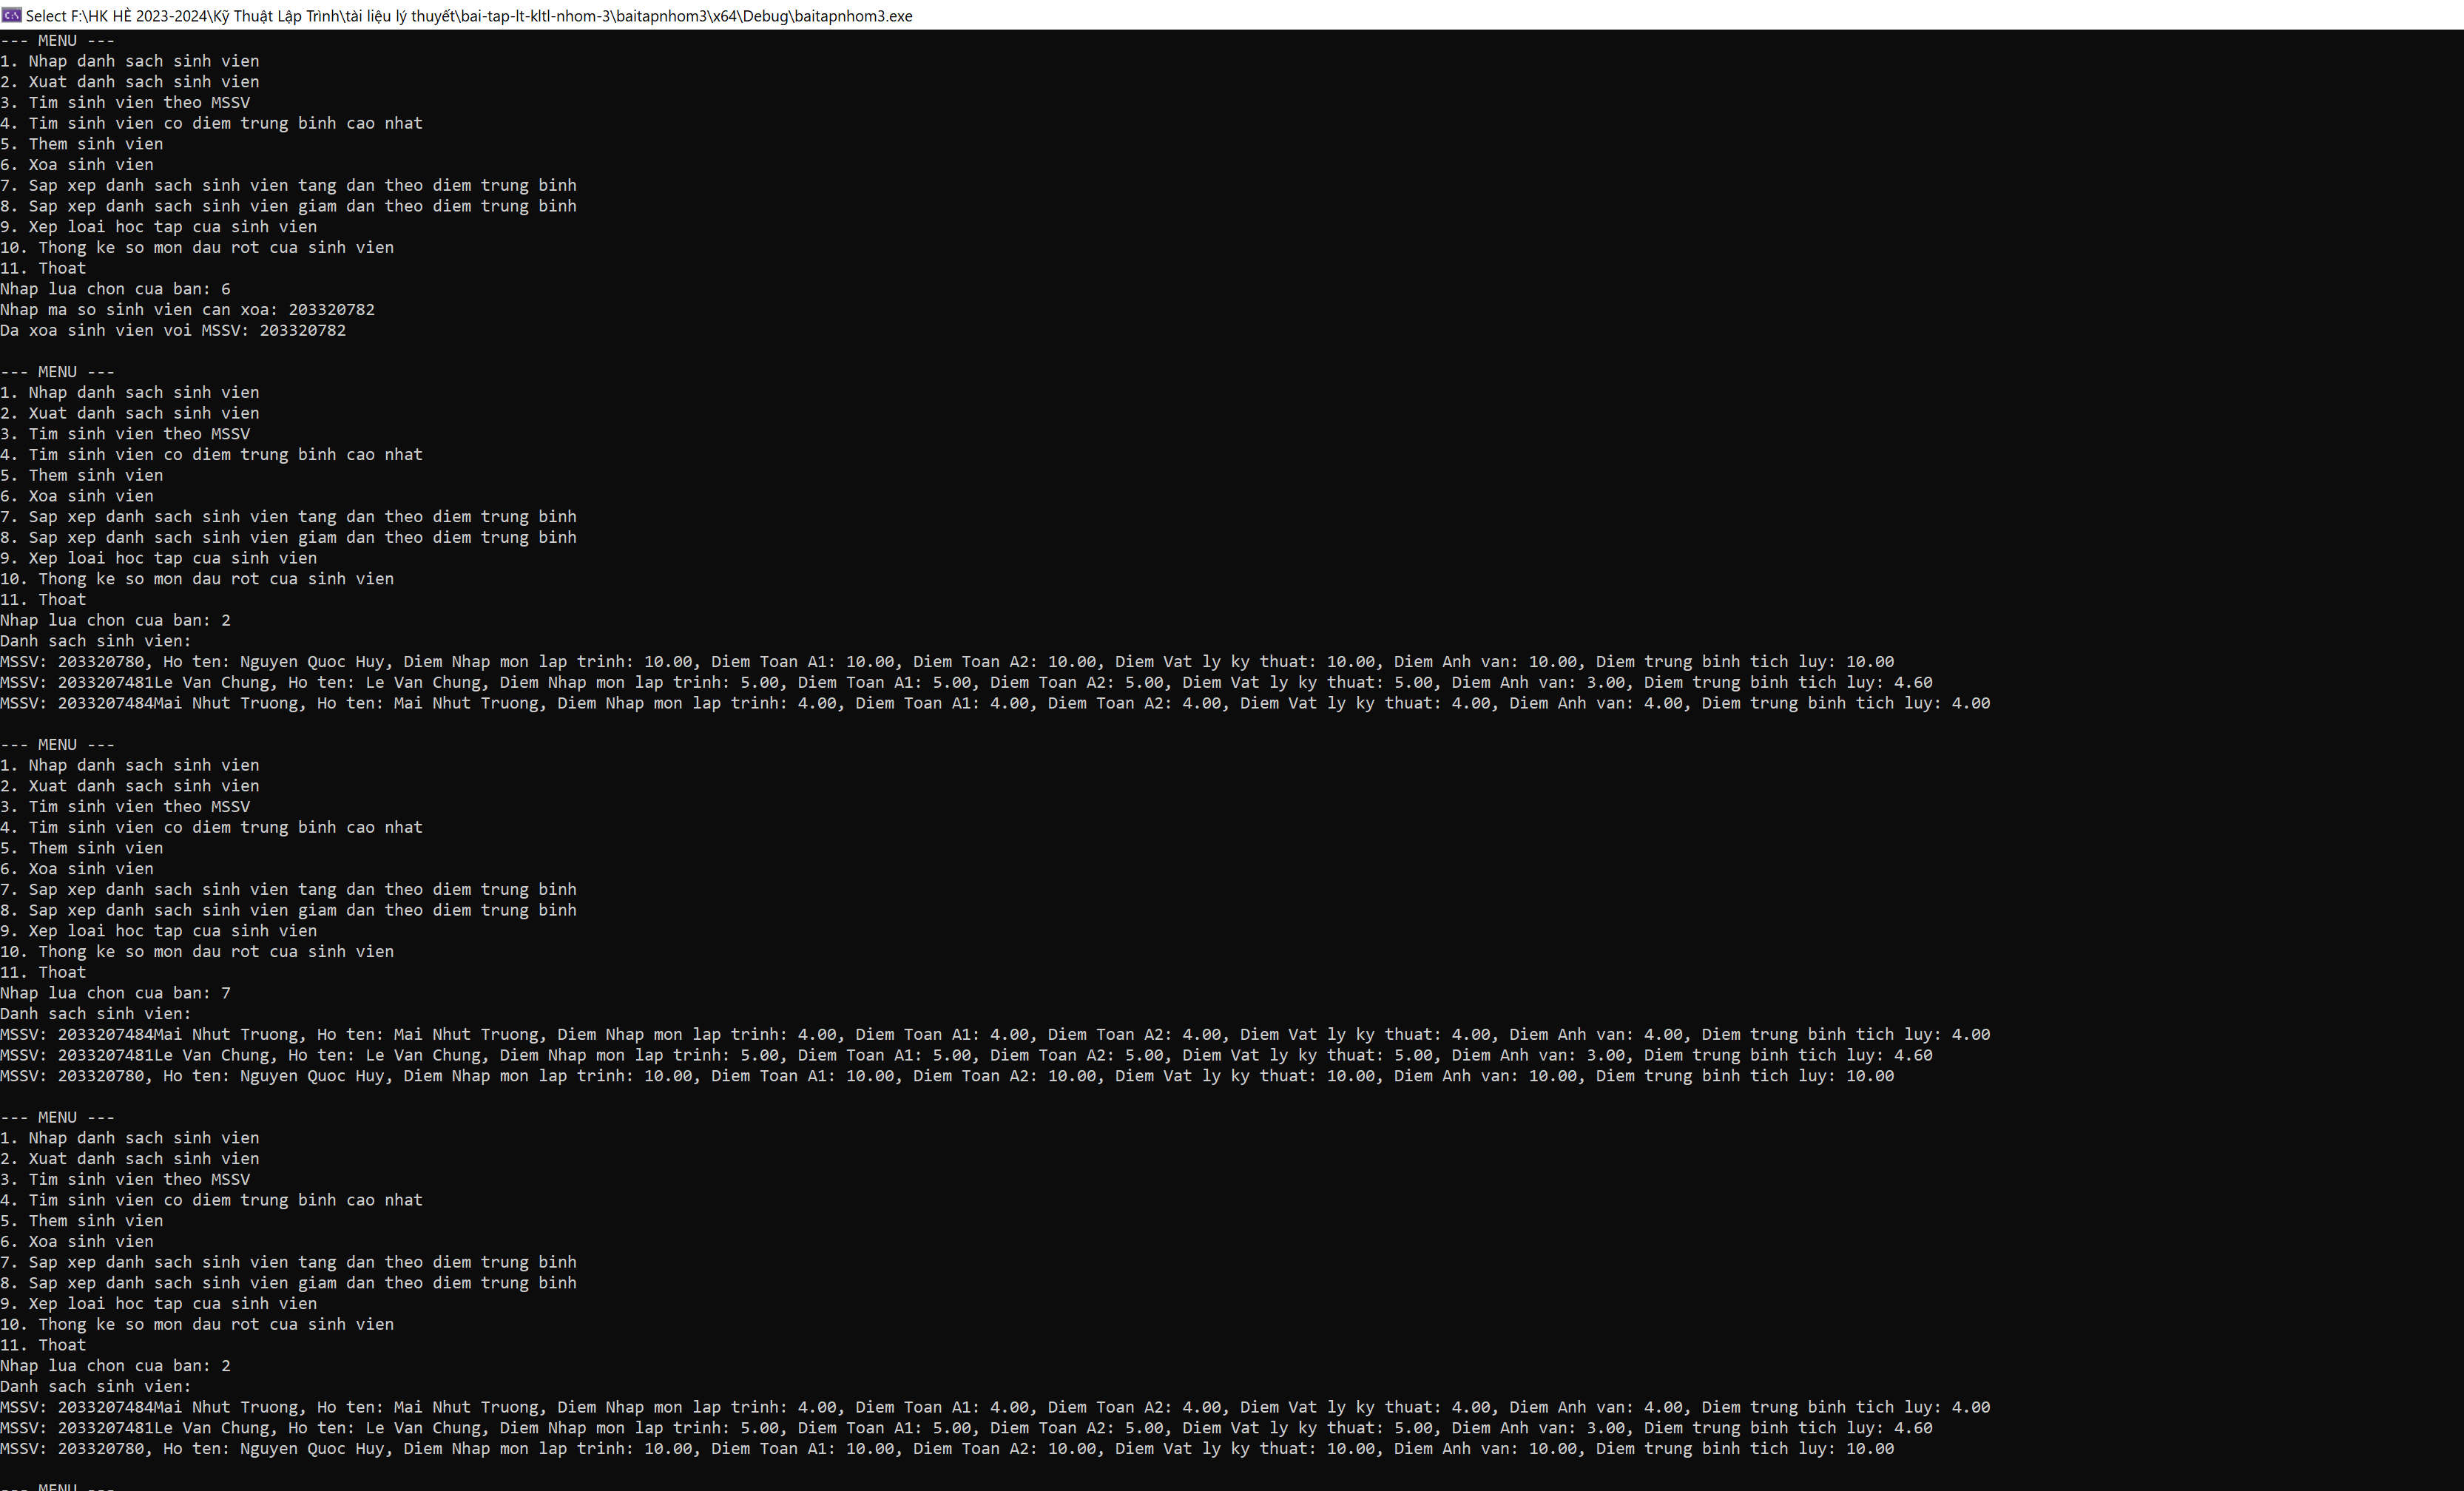 Select F:\HK HÈ 2023-2024\Kỹ Thuật Lập Trình\tài liệu lý thuyết\bai-tap-lt-kltl-nhom-3\baitapnhom3\x64\Debug\baitapnhom3.exe
--- MENU ---
1. Nhap danh sach sinh vien
2. Xuat danh sach sinh vien
3. Tim sinh vien theo MSSV
4. Tim sinh vien co diem trung binh cao nhat
5. Them sinh vien
6. Xoa sinh vien
7. Sap xep danh sach sinh vien tang dan theo diem trung binh
8. Sap xep danh sach sinh vien giam dan theo diem trung binh
9. Xep loai hoc tap cua sinh vien
10. Thong ke so mon dau rot cua sinh vien
11. Thoat
Nhap lua chon cua ban: 6
Nhap ma so sinh vien can xoa: 203320782
Da xoa sinh vien voi MSSV: 203320782
--- MENU ---
1. Nhap danh sach sinh vien
2. Xuat danh sach sinh vien
3. Tim sinh vien theo MSSV
4. Tim sinh vien co diem trung binh cao nhat
5. Them sinh vien
6. Xoa sinh vien
7. Sap xep danh sach sinh vien tang dan theo diem trung binh
8. Sap xep danh sach sinh vien giam dan theo diem trung binh
9. Xep loai hoc tap cua sinh vien
10. Thong ke so mon dau rot cua sinh vien
11. Thoat
Nhap lua chon cua ban: 2
Danh sach sinh vien:
MSSV: 203320780, Ho ten: Nguyen Quoc Huy, Diem Nhap mon lap trinh: 10.00, Diem Toan A1: 10.00, Diem Toan A2: 10.00, Diem Vat ly ky thuat: 10.00, Diem Anh van: 10.00, Diem trung binh tich luy: 10.00
MSSV: 2033207481Le Van Chung, Ho ten: Le Van Chung, Diem Nhap mon lap trinh: 5.00, Diem Toan A1: 5.00, Diem Toan A2: 5.00, Diem Vat ly ky thuat: 5.00, Diem Anh van: 3.00, Diem trung binh tich luy: 4.60
MSSV: 2033207484Mai Nhut Truong, Ho ten: Mai Nhut Truong, Diem Nhap mon lap trinh: 4.00, Diem Toan A1: 4.00, Diem Toan A2: 4.00, Diem Vat ly ky thuat: 4.00, Diem Anh van: 4.00, Diem trung binh tich luy: 4.00
--- MENU ---
1. Nhap danh sach sinh vien
2. Xuat danh sach sinh vien
3. Tim sinh vien theo MSSV
4. Tim sinh vien co diem trung binh cao nhat
5. Them sinh vien
6. Xoa sinh vien
7. Sap xep danh sach sinh vien tang dan theo diem trung binh
8. Sap xep danh sach sinh vien giam dan theo diem trung binh
9. Xep loai hoc tap cua sinh vien
10. Thong ke so mon dau rot cua sinh vien
11. Thoat
Nhap lua chon cua ban: 7
Danh sach sinh vien:
MSSV: 2033207484Mai Nhut Truong, Ho ten: Mai Nhut Truong, Diem Nhap mon lap trinh: 4.00, Diem Toan A1: 4.00, Diem Toan A2: 4.00, Diem Vat ly ky thuat: 4.00, Diem Anh van: 4.00, Diem trung binh tich luy: 4.00
MSSV: 2033207481Le Van Chung, Ho ten: Le Van Chung, Diem Nhap mon lap trinh: 5.00, Diem Toan A1: 5.00, Diem Toan A2: 5.00, Diem Vat ly ky thuat: 5.00, Diem Anh van: 3.00, Diem trung binh tich luy: 4.60
MSSV: 203320780, Ho ten: Nguyen Quoc Huy, Diem Nhap mon lap trinh: 10.00, Diem Toan A1: 10.00, Diem Toan A2: 10.00, Diem Vat ly ky thuat: 10.00, Diem Anh van: 10.00, Diem trung binh tich luy: 10.00
--- MENU ---
1. Nhap danh sach sinh vien
2. Xuat danh sach sinh vien
3. Tim sinh vien theo MSSV
4. Tim sinh vien co diem trung binh cao nhat
5. Them sinh vien
6. Xoa sinh vien
7. Sap xep danh sach sinh vien tang dan theo diem trung binh
8. Sap xep danh sach sinh vien giam dan theo diem trung binh
9. Xep loai hoc tap cua sinh vien
10. Thong ke so mon dau rot cua sinh vien
11. Thoat
Nhap lua chon cua ban: 2
Danh sach sinh vien:
MSSV: 2033207484Mai Nhut Truong, Ho ten: Mai Nhut Truong, Diem Nhap mon lap trinh: 4.00, Diem Toan A1: 4.00, Diem Toan A2: 4.00, Diem Vat ly ky thuat: 4.00, Diem Anh van: 4.00, Diem trung binh tich luy: 4.00
MSSV: 2033207481Le Van Chung, Ho ten: Le Van Chung, Diem Nhap mon lap trinh: 5.00, Diem Toan A1: 5.00, Diem Toan A2: 5.00, Diem Vat ly ky thuat: 5.00, Diem Anh van: 3.00, Diem trung binh tich luy: 4.60
MSSV: 203320780, Ho ten: Nguyen Quoc Huy, Diem Nhap mon lap trinh: 10.00, Diem Toan A1: 10.00, Diem Toan A2: 10.00, Diem Vat ly ky thuat: 10.00, Diem Anh van: 10.00, Diem trung binh tich luy: 10.00
--- MENU ---